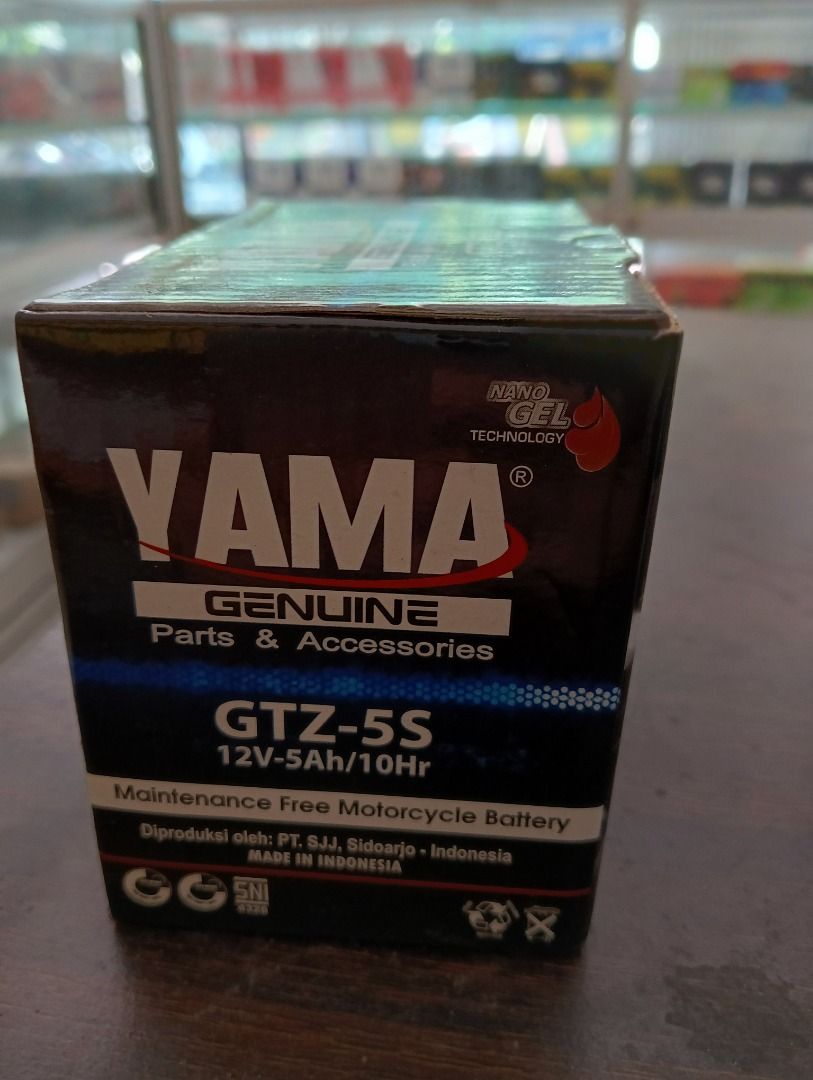 NANO
GEL
TECHNOLOGY
YAMA®
GENUINE
Parts & Accessories
GTZ-5S
12V-5Ah/10Hr
Maintenance Free Motorcycle Battery
Diproduksi oleh: PT. SJJ, Sidoarjo - Indonesia
MADE IN INDONESIA
SNI